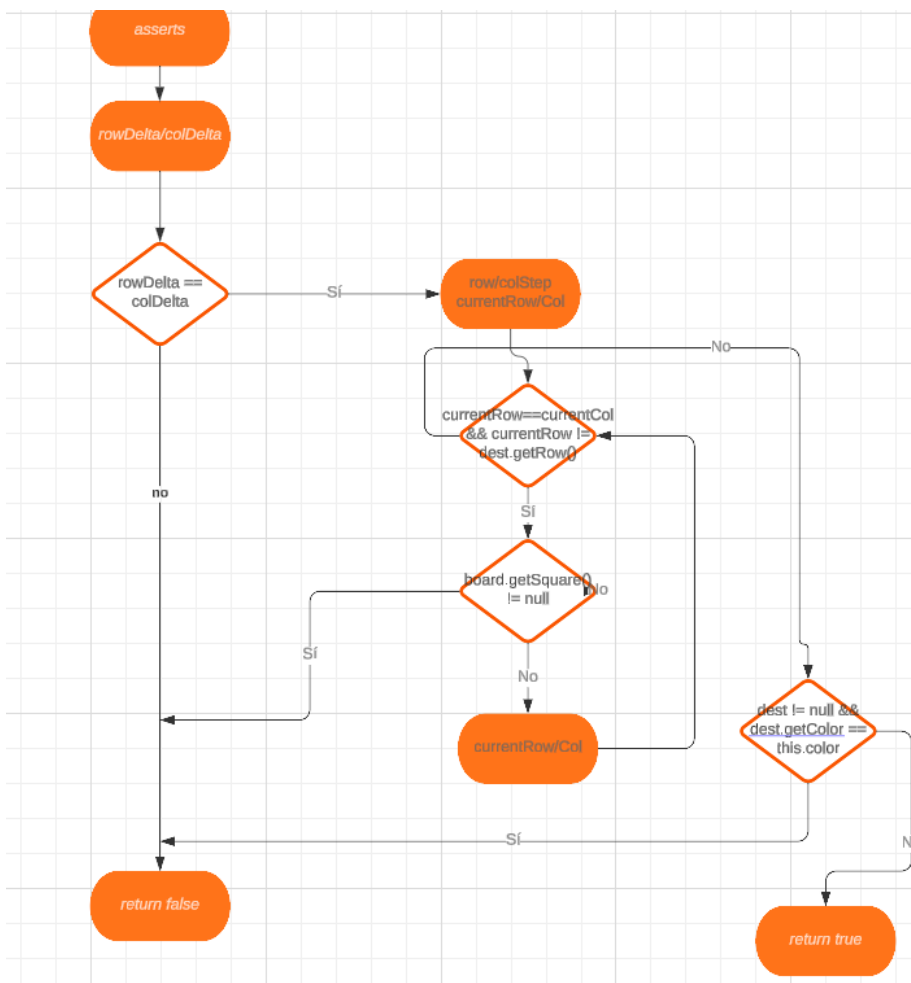 asserts
rowDelta/colDelta
rowDelta ==
colDelta
Sí
row/colStep
currentRow/Col
No
currentRow==currentCol
&& currentRow !=
dest.getRow()
no
Sí
board.getSquare()
!= null
No
Sí
No
dest != null &&
dest.getColor ==
this.color
currentRow/Col
Sí
N
return false
return true